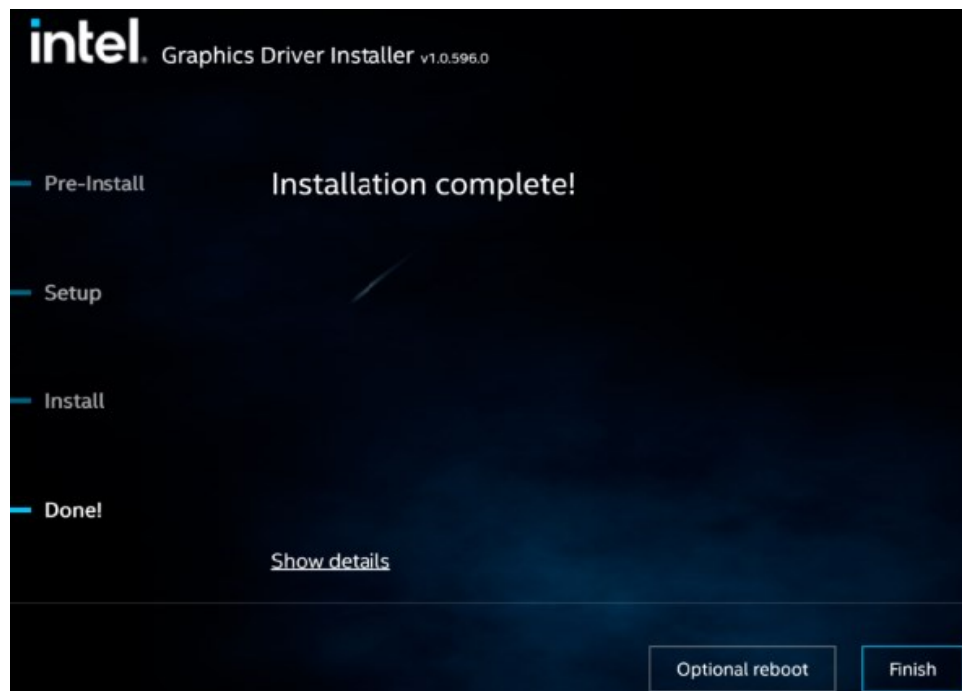 intel. Graphics Driver Installer v1.0.596.0
Pre-Install
Installation complete!
Setup
Install
Done!
Show details
Optional reboot
Finish